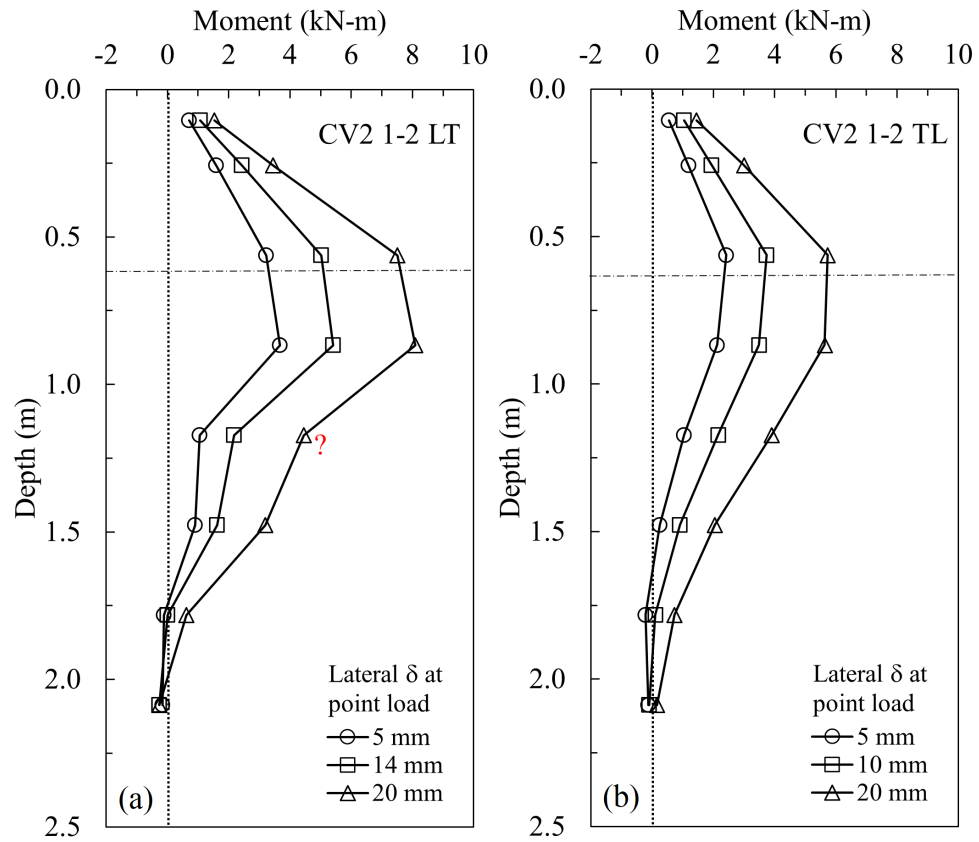 Moment (kN-m)
-2 0 2 4 6 8 10
0.0
0.5
1.0
1.5
2.0
2.5
Depth (m)
CV2 1-2 LT
?
Lateral δ at
point load
5 mm
14 mm
20 mm
(a)
Moment (kN-m)
-2 0 2 4 6 8 10
0.0
0.5
1.0
1.5
2.0
2.5
Depth (m)
CV2 1-2 TL
Lateral δ at
point load
5 mm
10 mm
20 mm
(b)